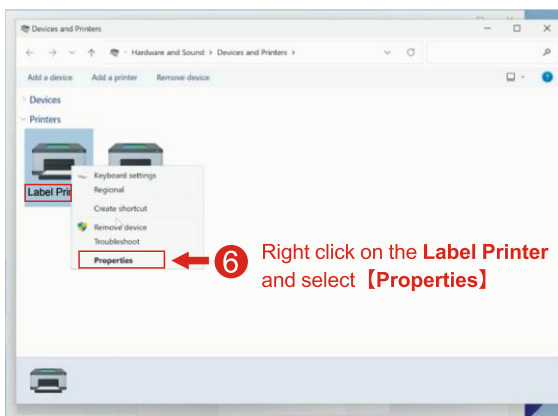 Devices and Printers
Hardware and Sound › Devices and Printers ›
Add a device Add a printer Remove device
Devices
Printers
Label Pri
Keyboard settings
Regional
Create shortcut
Remove device
Troubleshoot
Properties
6 Right click on the Label Printer
and select【Properties】